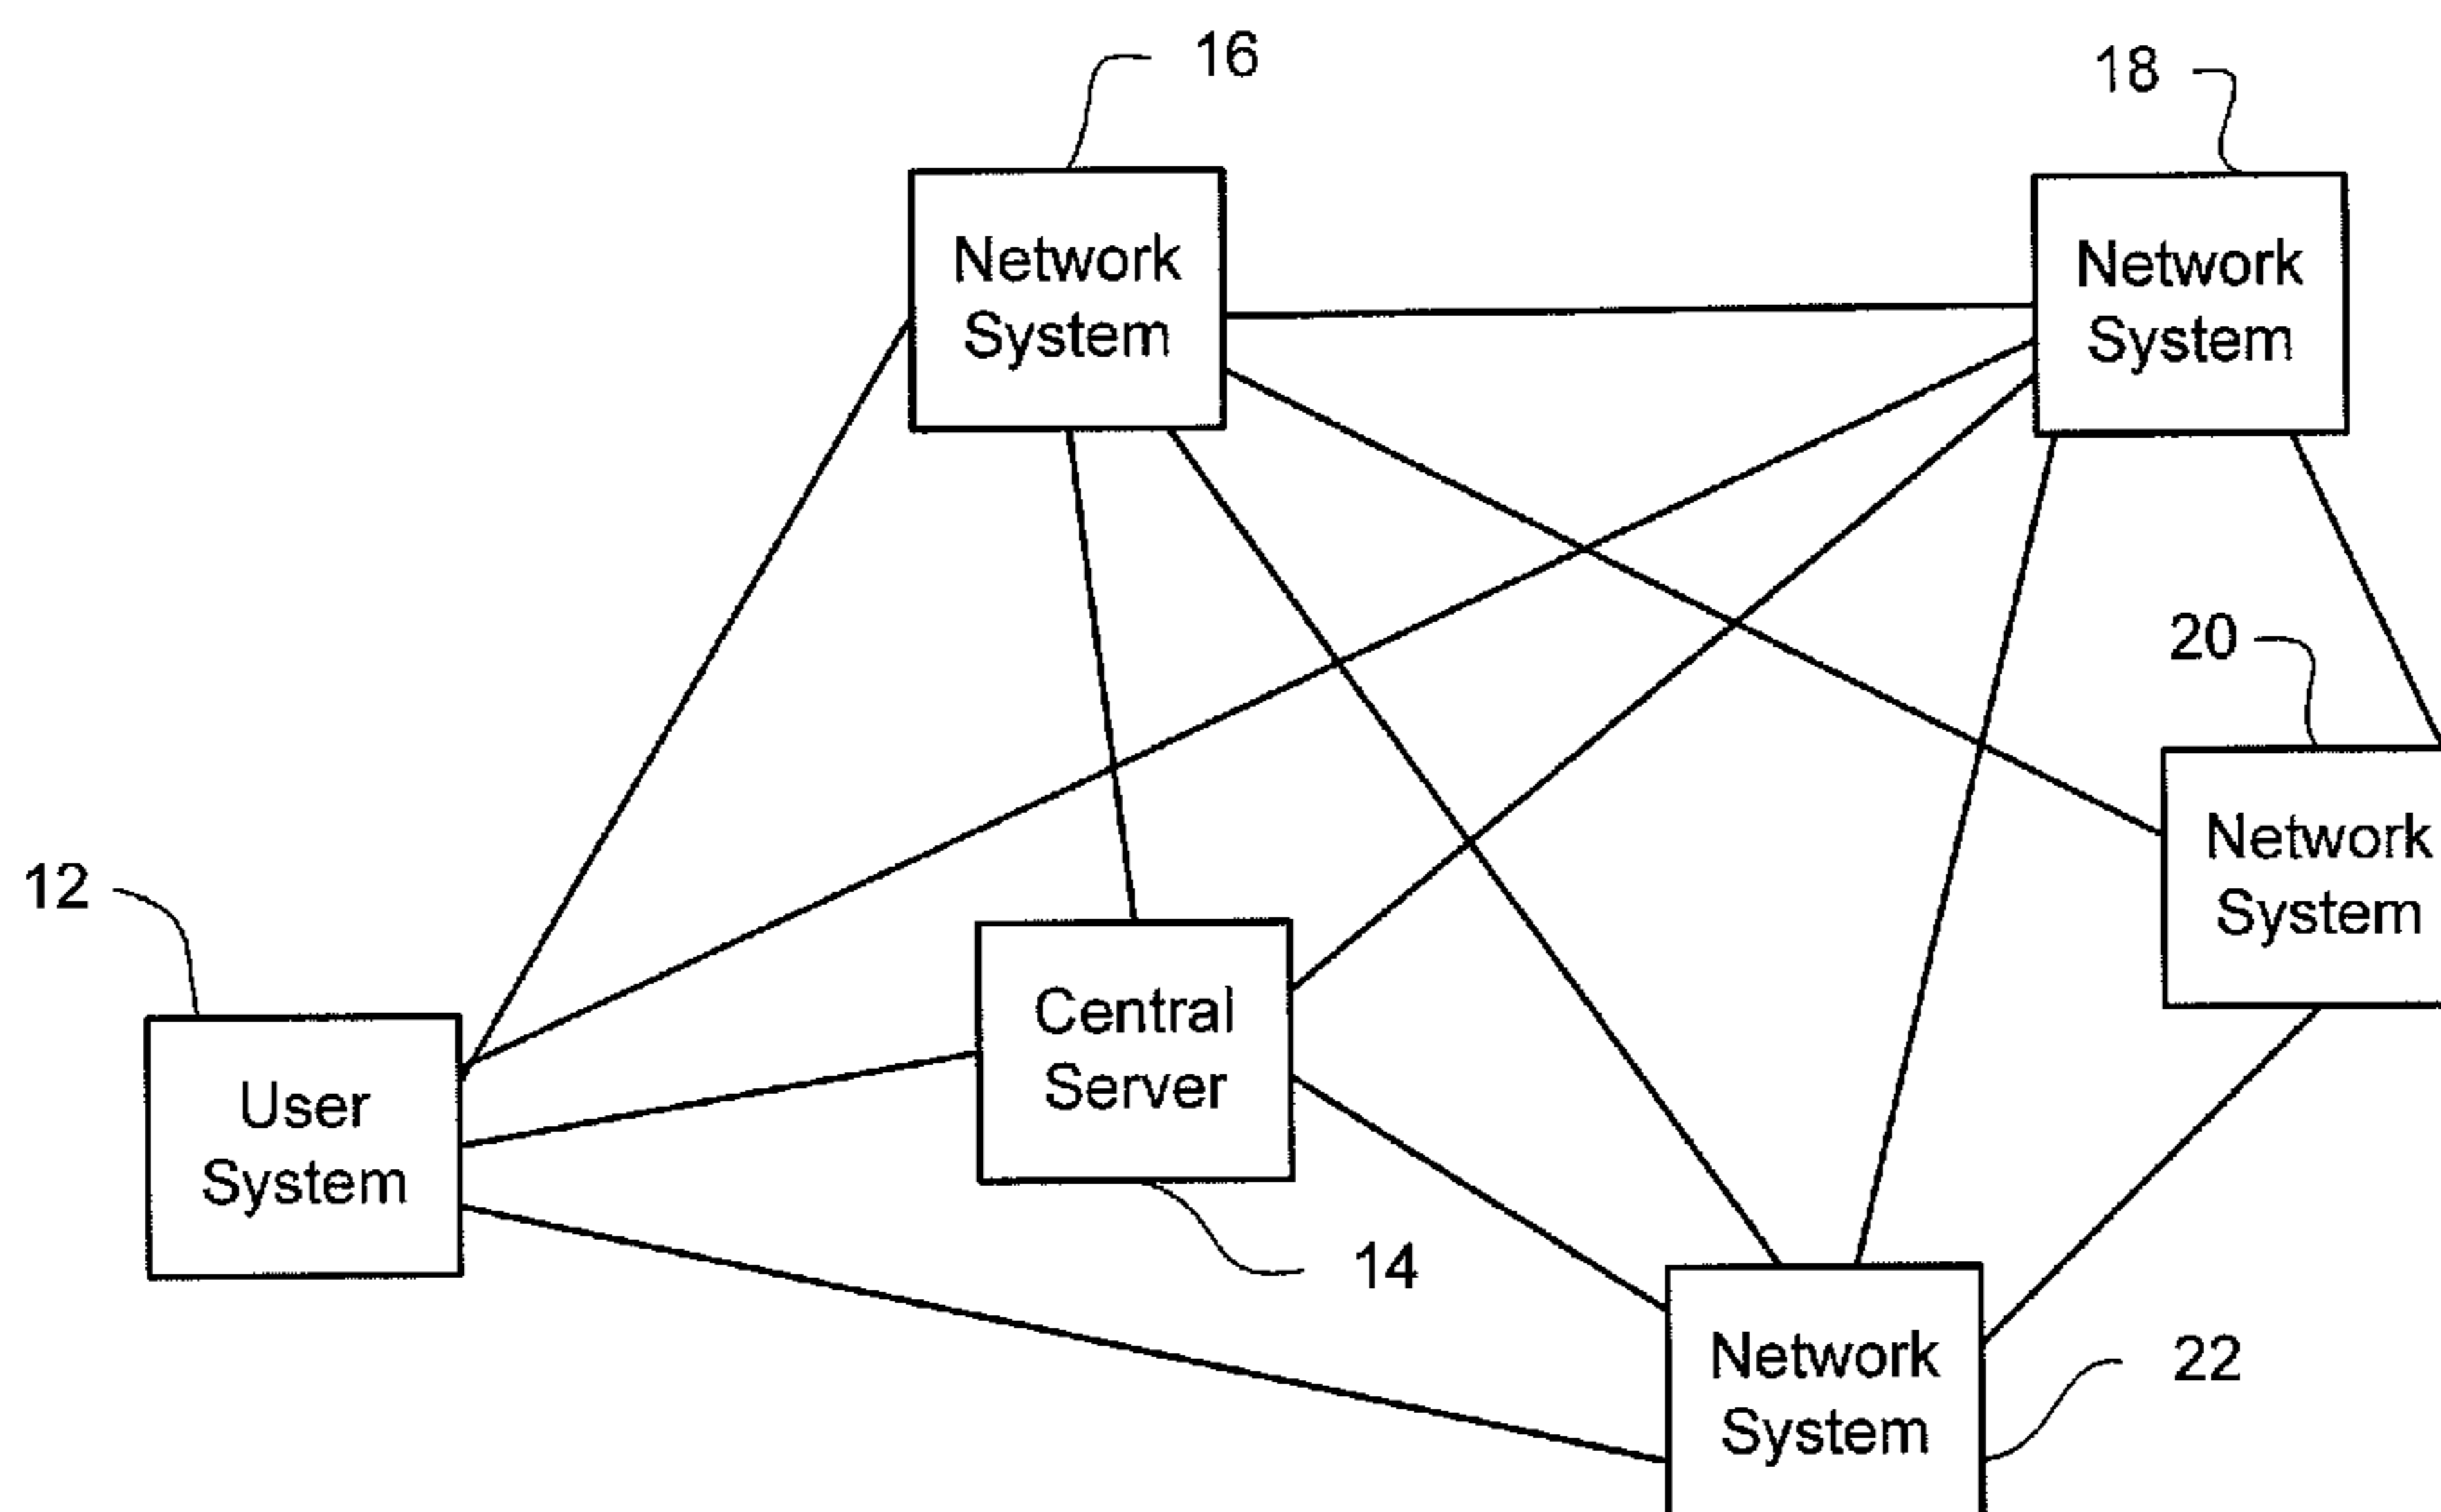 16
18
Network
System
Network
System
20
Network
System
12
Central
Server
User
System
14
Network
System
22